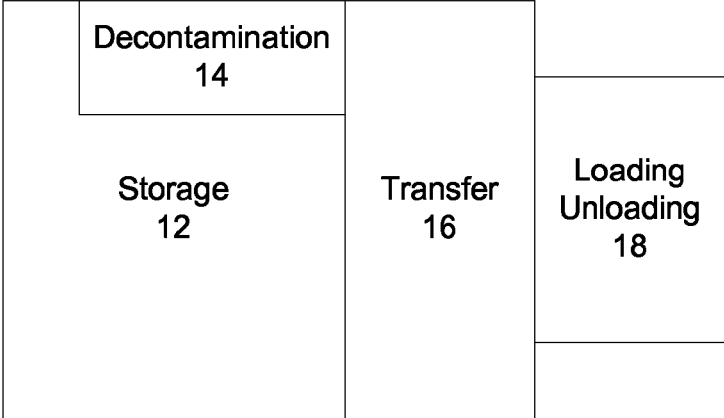 Decontamination
14
Storage
12
Transfer
16
Loading
Unloading
18